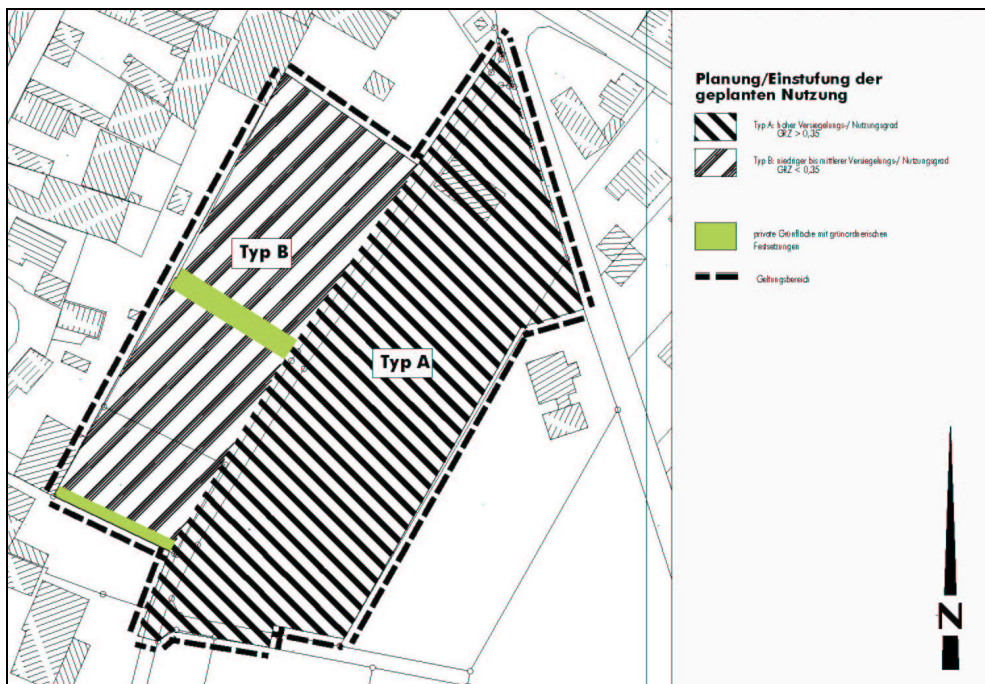 Planung/Einstufung der
geplanten Nutzung
Typ A: hoher Versiegelungs-/ Nutzungsgrad
GRZ > 0,35
Typ B: niedriger bis mittlerer Versiegelungs-/ Nutzungsgrad
GRZ < 0,35
private Grünfläche mit grünordnerischen
Festsetzungen
Geltungsbereich
Typ B
Typ A
N